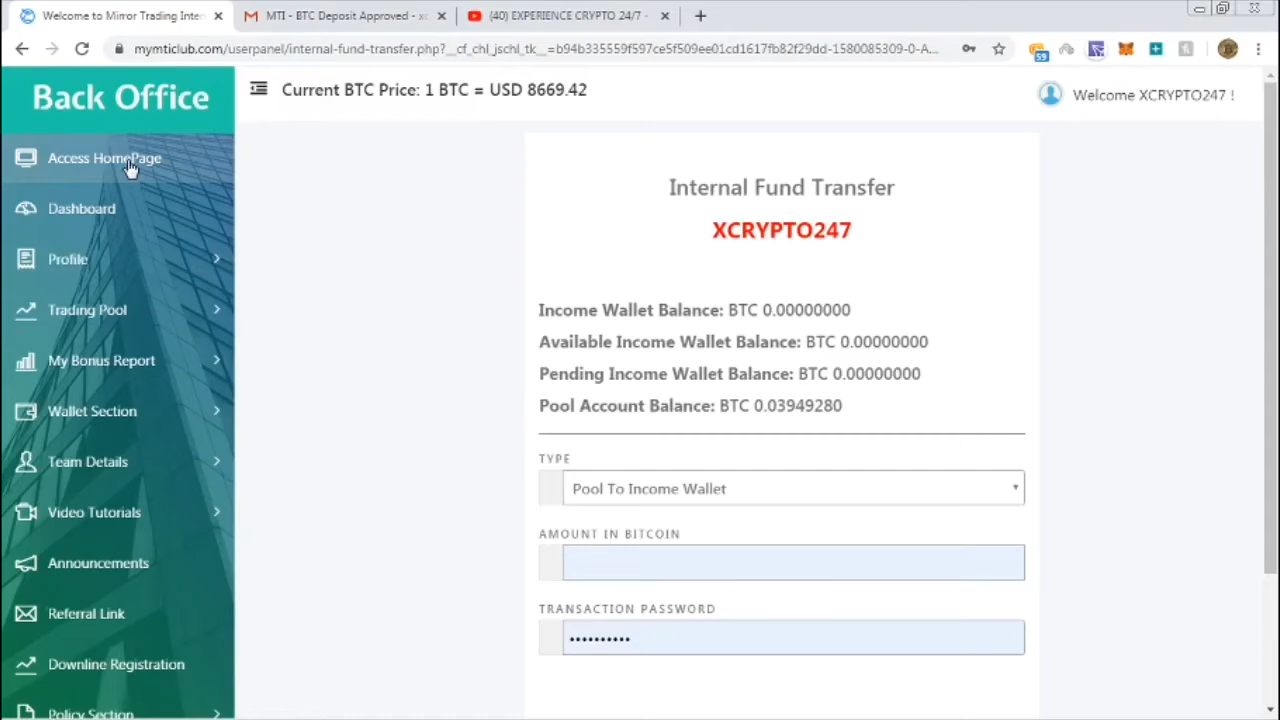 Welcome to Mirror Trading Inter
MTI - BTC Deposit Approved - xc
(40) EXPERIENCE CRYPTO 24/7 -
mymticlub.com/userpanel/internal-fund-transfer.php?__cf_chl_jschl_tk__=b94b335559f597ce5f509ee01cd1617fb82f29dd-1580085309-0-A...
59
Back Office
Current BTC Price: 1 BTC = USD 8669.42
Welcome XCRYPTO247 !
Access HomePage
Dashboard
Profile
Trading Pool
My Bonus Report
Wallet Section
Team Details
Video Tutorials
Announcements
Referral Link
Downline Registration
Policy Section
Internal Fund Transfer
XCRYPTO247
Income Wallet Balance: BTC 0.00000000
Available Income Wallet Balance: BTC 0.00000000
Pending Income Wallet Balance: BTC 0.00000000
Pool Account Balance: BTC 0.03949280
TYPE
Pool To Income Wallet
AMOUNT IN BITCOIN
TRANSACTION PASSWORD
••••••••••